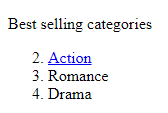 Best selling categories
2. Action
3. Romance
4. Drama